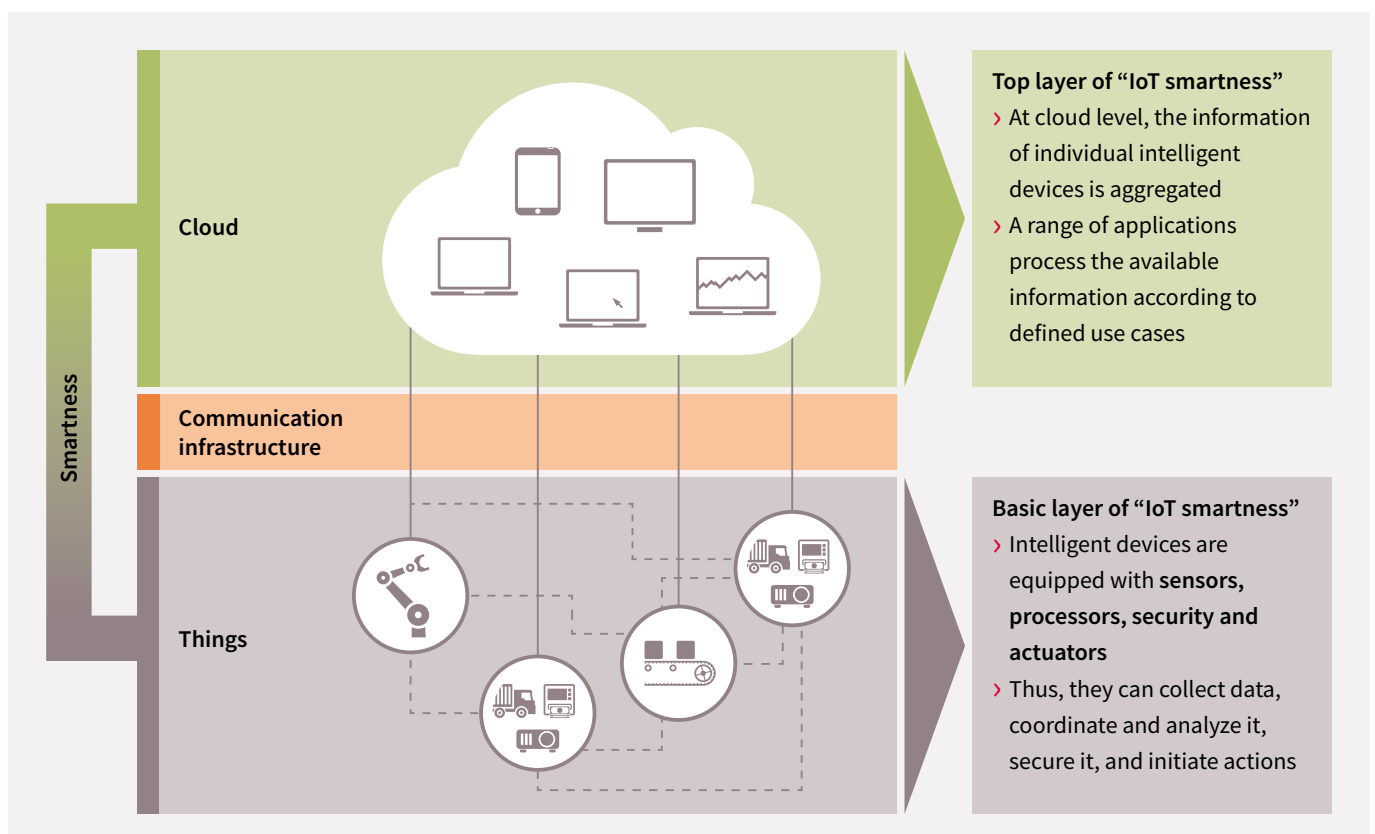 Smartness
Cloud
Communication
infrastructure
Things
Top layer of “IoT smartness”
› At cloud level, the information
of individual intelligent
devices is aggregated
› A range of applications
process the available
information according to
defined use cases
Basic layer of “IoT smartness”
› Intelligent devices are
equipped with sensors,
processors, security and
actuators
› Thus, they can collect data,
coordinate and analyze it,
secure it, and initiate actions